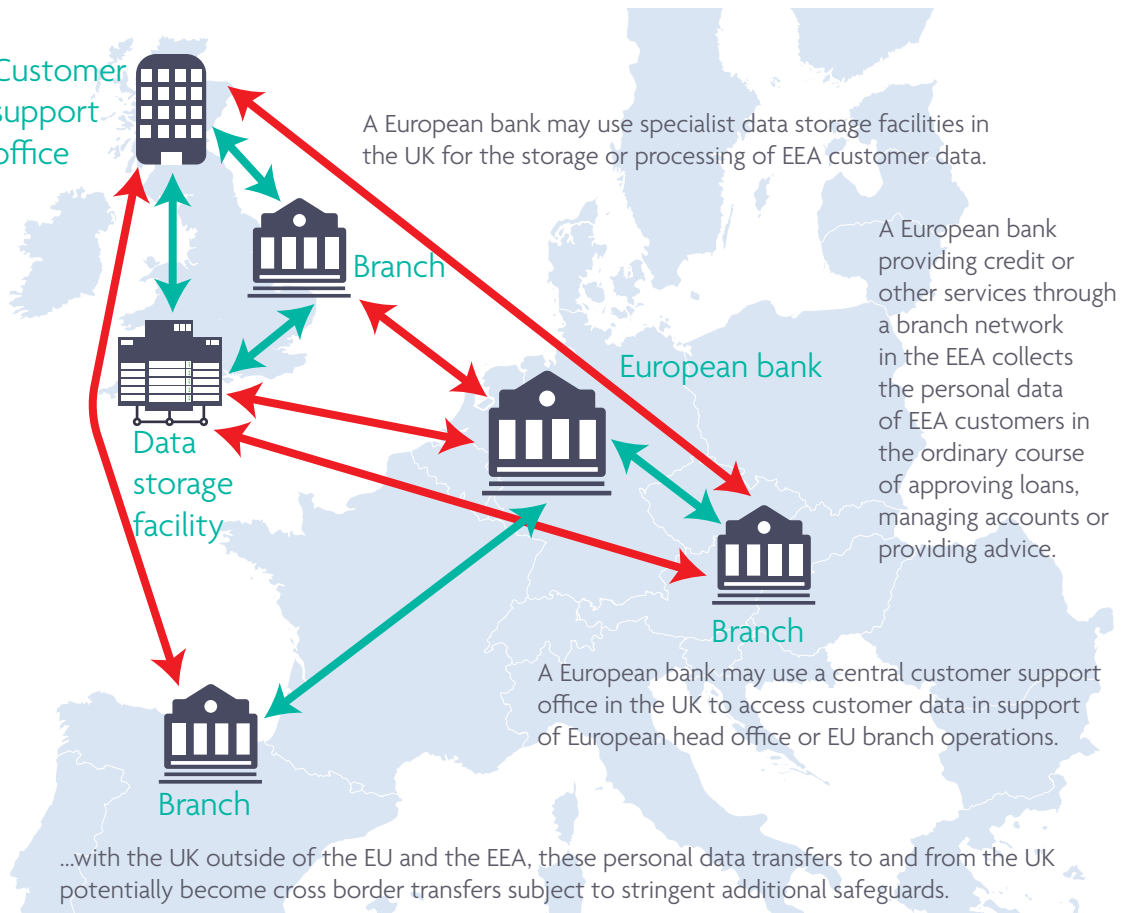 Customer
support
office
A European bank may use specialist data storage facilities in
the UK for the storage or processing of EEA customer data.
Branch
A European bank
providing credit or
other services through
a branch network
in the EEA collects
the personal data
of EEA customers in
the ordinary course
of approving loans,
managing accounts or
providing advice.
European bank
Data
storage
facility
Branch
A European bank may use a central customer support
office in the UK to access customer data in support
of European head office or EU branch operations.
Branch
...with the UK outside of the EU and the EEA, these personal data transfers to and from the UK
potentially become cross border transfers subject to stringent additional safeguards.